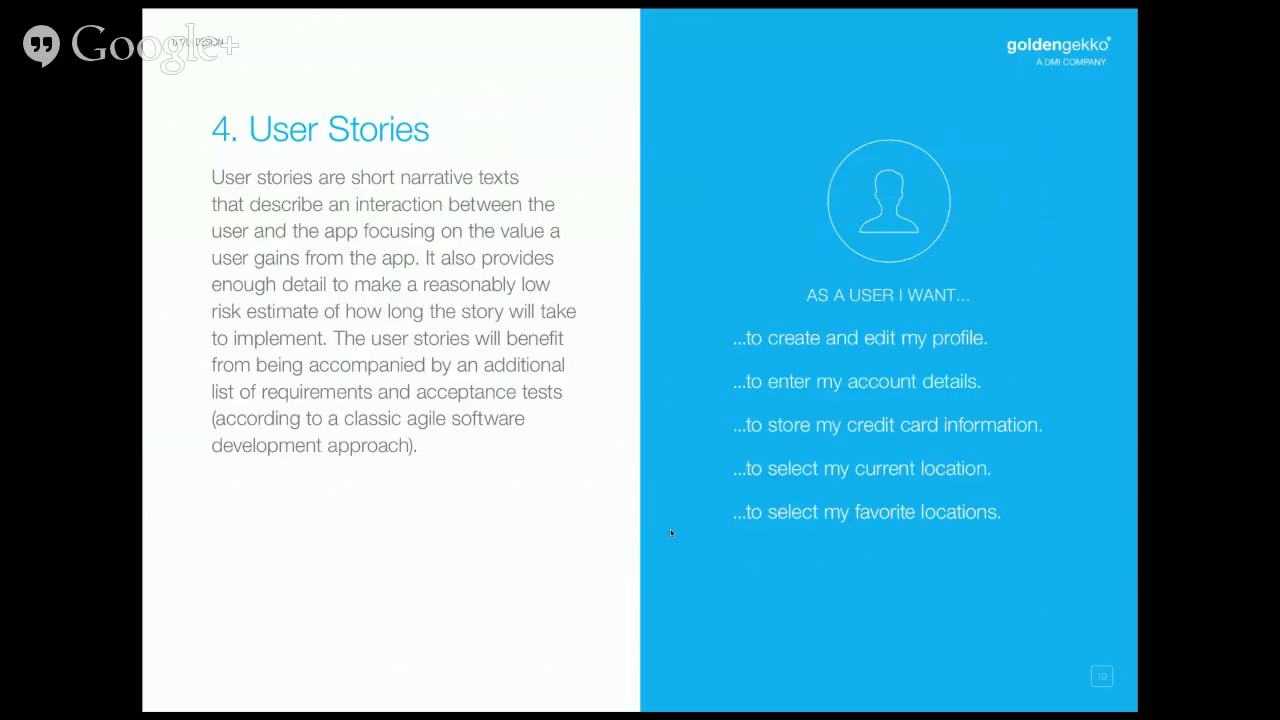 Google+
goldengekko
A DMI COMPANY
4. User Stories
User stories are short narrative texts
that describe an interaction between the
user and the app focusing on the value a
user gains from the app. It also provides
enough detail to make a reasonably low
risk estimate of how long the story will take
to implement. The user stories will benefit
from being accompanied by an additional
list of requirements and acceptance tests
(according to a classic agile software
development approach).
AS A USER I WANT...
...to create and edit my profile.
...to enter my account details.
...to store my credit card information.
...to select my current location.
...to select my favorite locations.
19